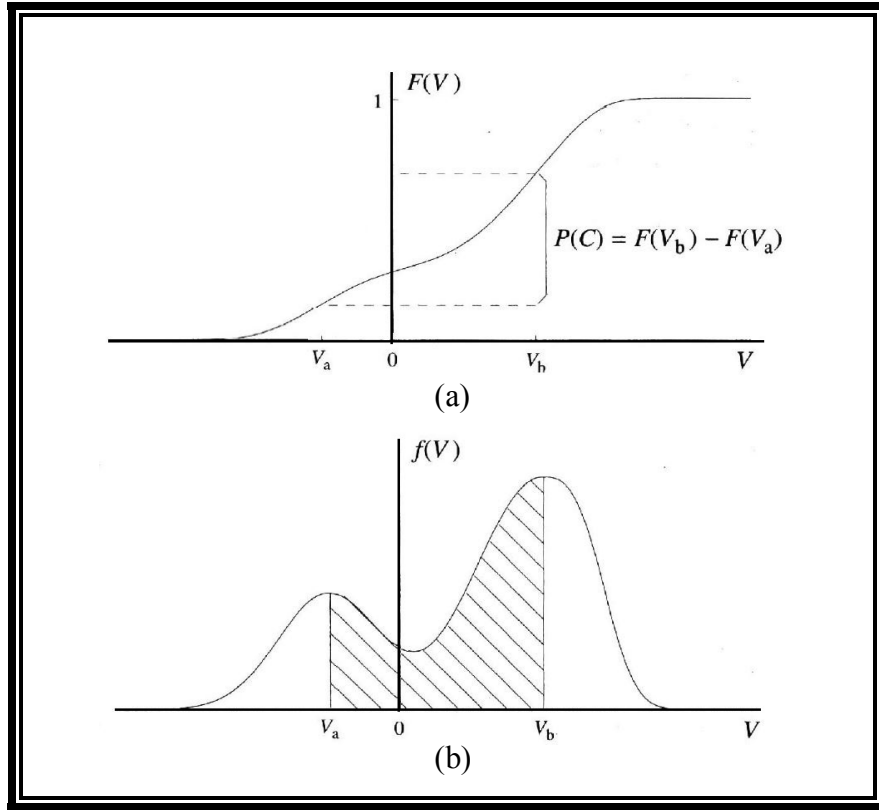 F(V)
1
P(C) = F(V_b) − F(V_a)
V_a 0 V_b V
(a)
f(V)
V_a 0 V_b V
(b)